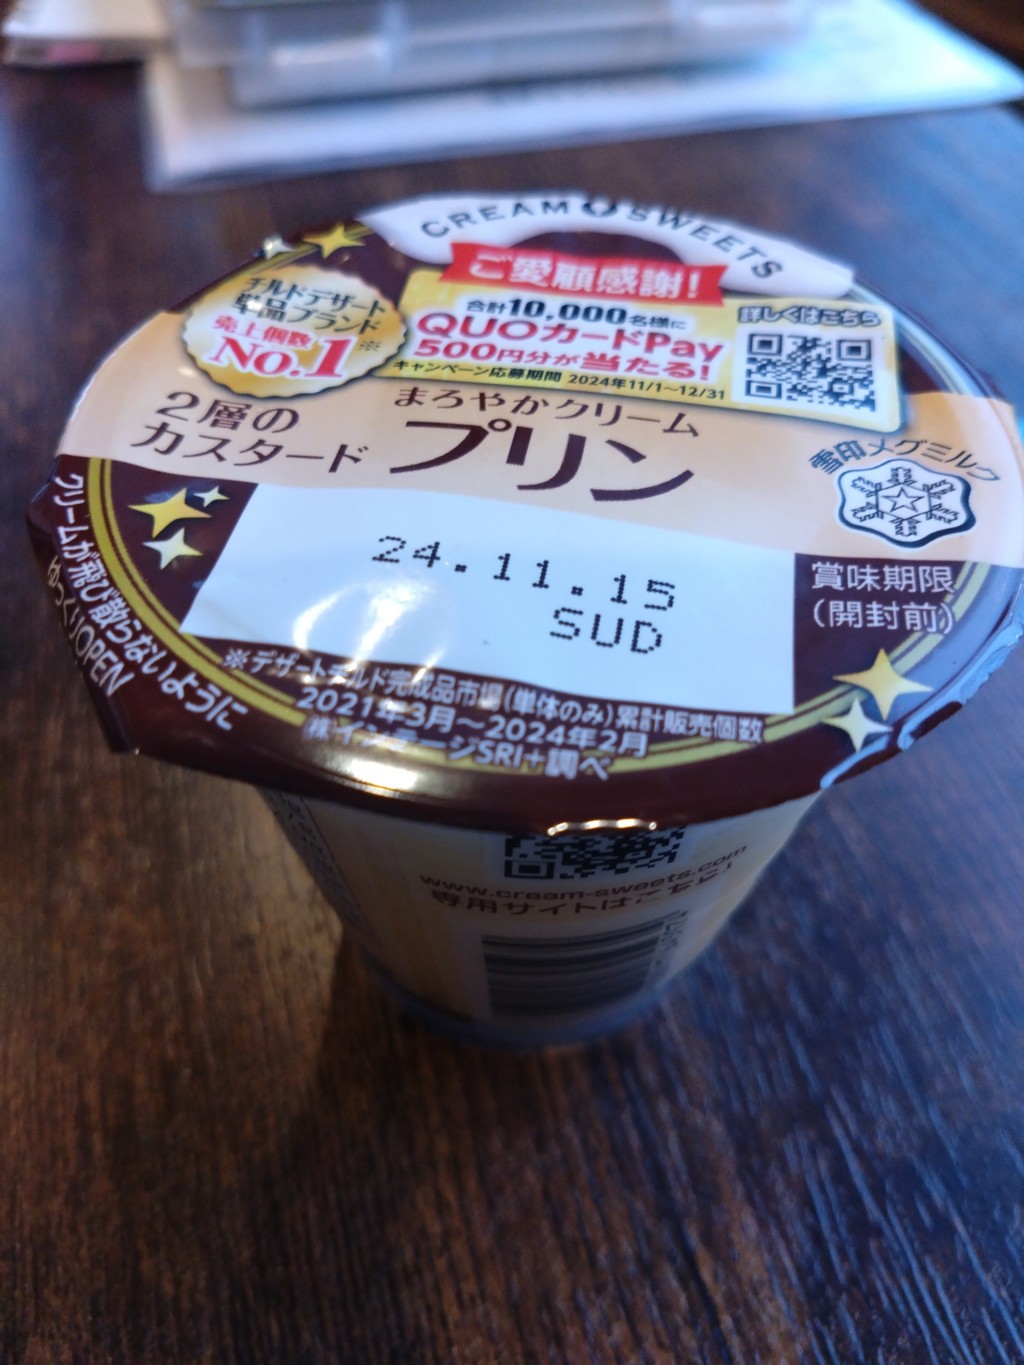 CREAM SWEETS
ご愛顧感謝!
合計10,000名様に
QUOカードPay
500円分が当たる!
キャンペーン応募期間 2024年11/1~12/31
詳しくはこちら
チルドデザート
単品ブランド
売上個数
No.1※
2層の
カスタード
まろやかクリーム
プリン
雪印メグミルク
24.11.15
SUD
賞味期限
(開封前)
クリームが飛び散らないように
ゆっくりOPEN
※デザートチルド完成品市場(単体のみ)累計販売個数
2021年3月~2024年2月
㈱インテージSRI+調べ
www.cream-sweets.com
専用サイトはこちら!